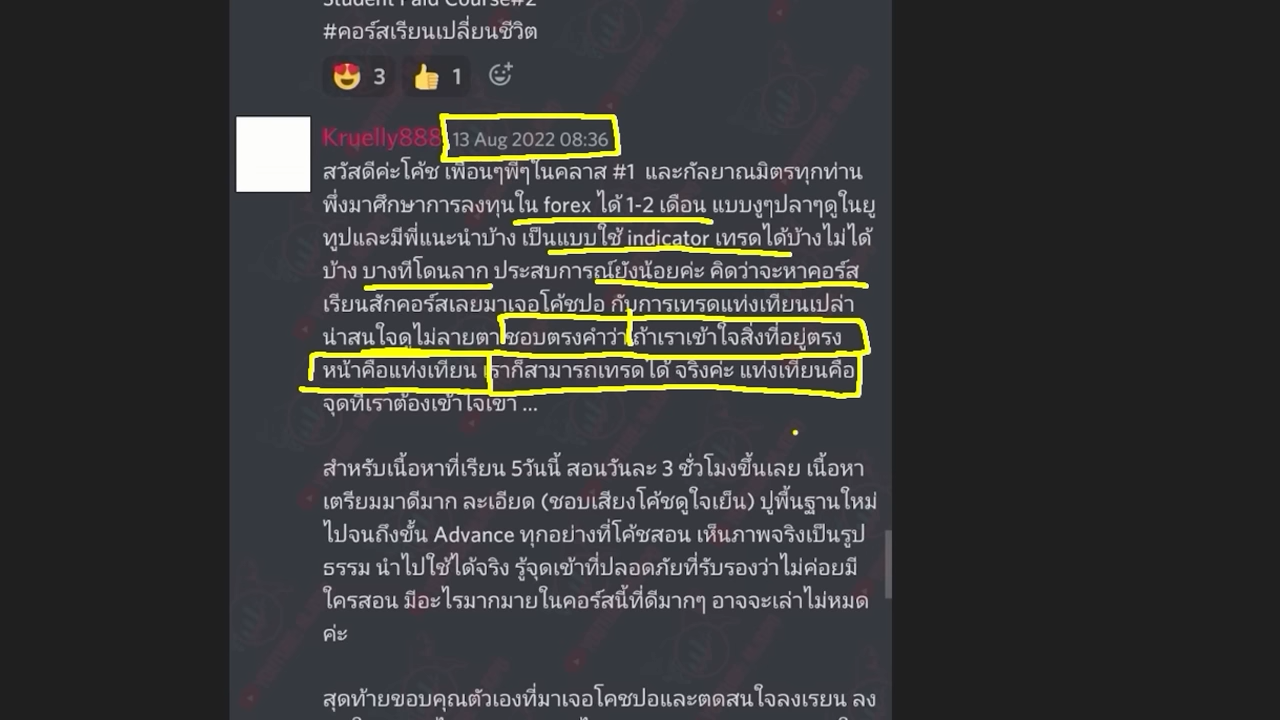 Student Paid Course#2
#คอร์สเรียนเปลี่ยนชีวิต
3 1
Kruelly888 13 Aug 2022 08:36
สวัสดีค่ะโค้ช เพื่อนๆพี่ๆในคลาส #1 และกัลยาณมิตรทุกท่าน
พึ่งมาศึกษาการลงทุนใน forex ได้ 1-2 เดือน แบบงูๆปลาๆดูในยู
ทูปและมีพี่แนะนำบ้าง เป็นแบบใช้ indicator เทรดได้บ้างไม่ได้
บ้าง บางทีโดนลาก ประสบการณ์ยังน้อยค่ะ คิดว่าจะหาคอร์ส
เรียนสักคอร์สเลยมาเจอโค้ชปอ กับการเทรดแท่งเทียนเปล่า
น่าสนใจดูไม่ลายตา ชอบตรงคำว่า ถ้าเราเข้าใจสิ่งที่อยู่ตรง
หน้าคือแท่งเทียน เราก็สามารถเทรดได้ จริงค่ะ แท่งเทียนคือ
จุดที่เราต้องเข้าใจเขา ...
สำหรับเนื้อหาที่เรียน 5วันนี้ สอนวันละ 3 ชั่วโมงขึ้นเลย เนื้อหา
เตรียมมาดีมาก ละเอียด (ชอบเสียงโค้ชดูใจเย็น) ปูพื้นฐานใหม่
ไปจนถึงขั้น Advance ทุกอย่างที่โค้ชสอน เห็นภาพจริงเป็นรูป
ธรรม นำไปใช้ได้จริง รู้จุดเข้าที่ปลอดภัยที่รับรองว่าไม่ค่อยมี
ใครสอน มีอะไรมากมายในคอร์สนี้ที่ดีมากๆ อาจจะเล่าไม่หมด
ค่ะ
สุดท้ายขอบคุณตัวเองที่มาเจอโค้ชปอและตัดสินใจลงเรียน ลง